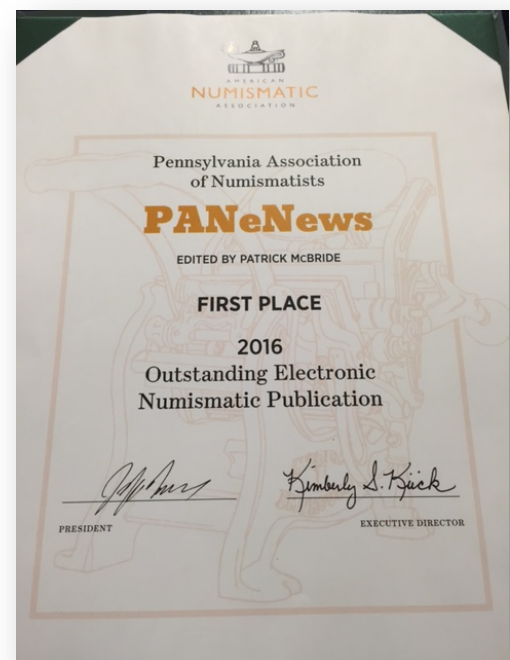 AMERICAN
NUMISMATIC
ASSOCIATION
Pennsylvania Association
of Numismatists
PANeNews
EDITED BY PATRICK McBRIDE
FIRST PLACE
2016
Outstanding Electronic
Numismatic Publication
Kimberly S. Kiick
PRESIDENT
EXECUTIVE DIRECTOR